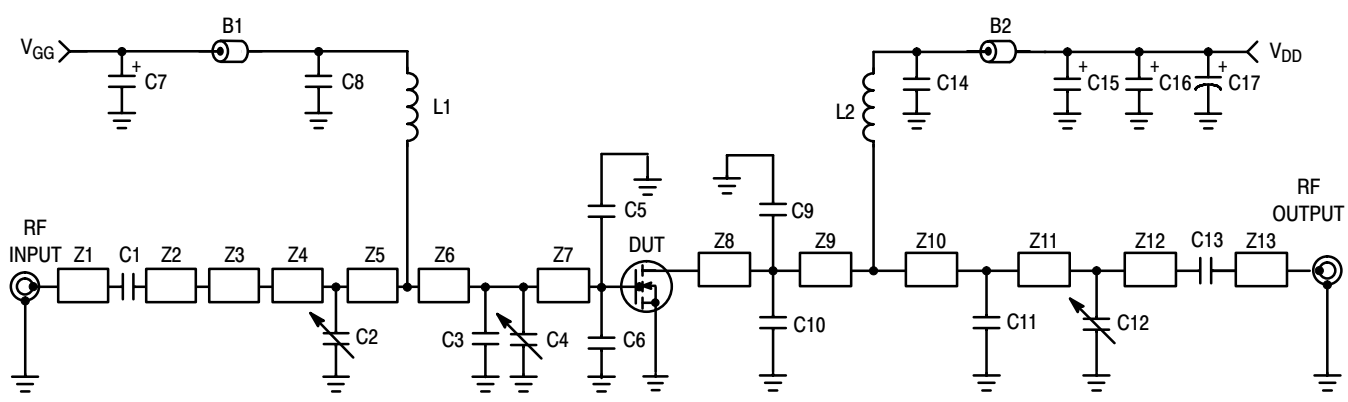 B1
B2
V_GG
+
C7
C8
L1
L2
C14
+
C15
+
C16
+
C17
V_DD
RF
INPUT
Z1
C1
Z2
Z3
Z4
Z5
Z6
Z7
C5
DUT
Z8
C9
Z9
Z10
Z11
Z12
C13
Z13
RF
OUTPUT
C2
C3
C4
C6
C10
C11
C12